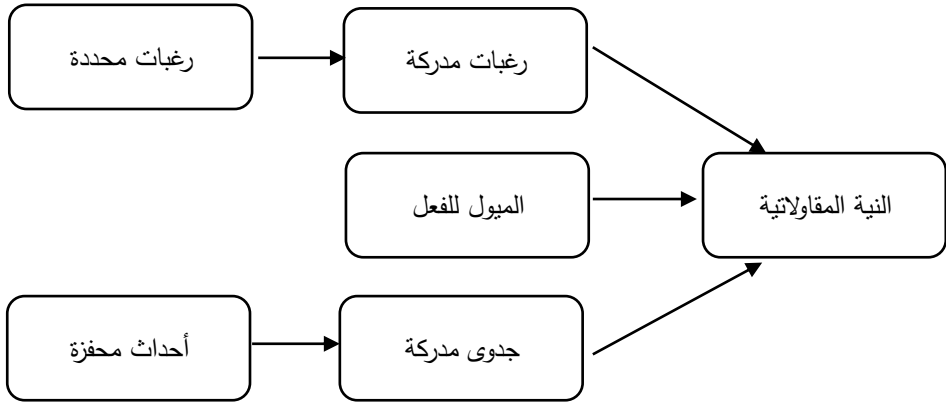 رغبات محددة
رغبات مدركة
الميول للفعل
النية المقاولاتية
أحداث محفزة
جدوى مدركة